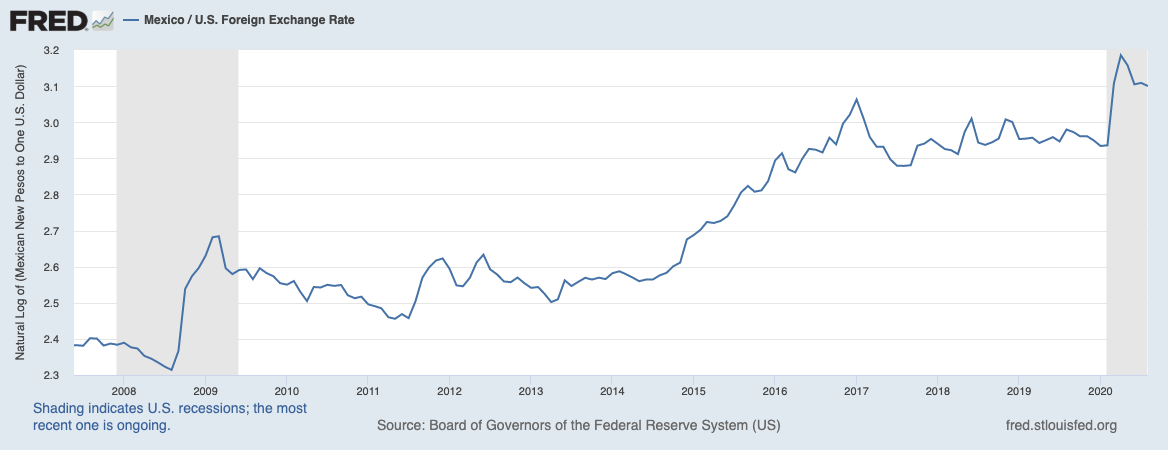 FRED
Mexico / U.S. Foreign Exchange Rate
Natural Log of (Mexican New Pesos to One U.S. Dollar)
3.2
3.1
3.0
2.9
2.8
2.7
2.6
2.5
2.4
2.3
2008 2009 2010 2011 2012 2013 2014 2015 2016 2017 2018 2019 2020
Shading indicates U.S. recessions; the most
recent one is ongoing.
Source: Board of Governors of the Federal Reserve System (US)
fred.stlouisfed.org